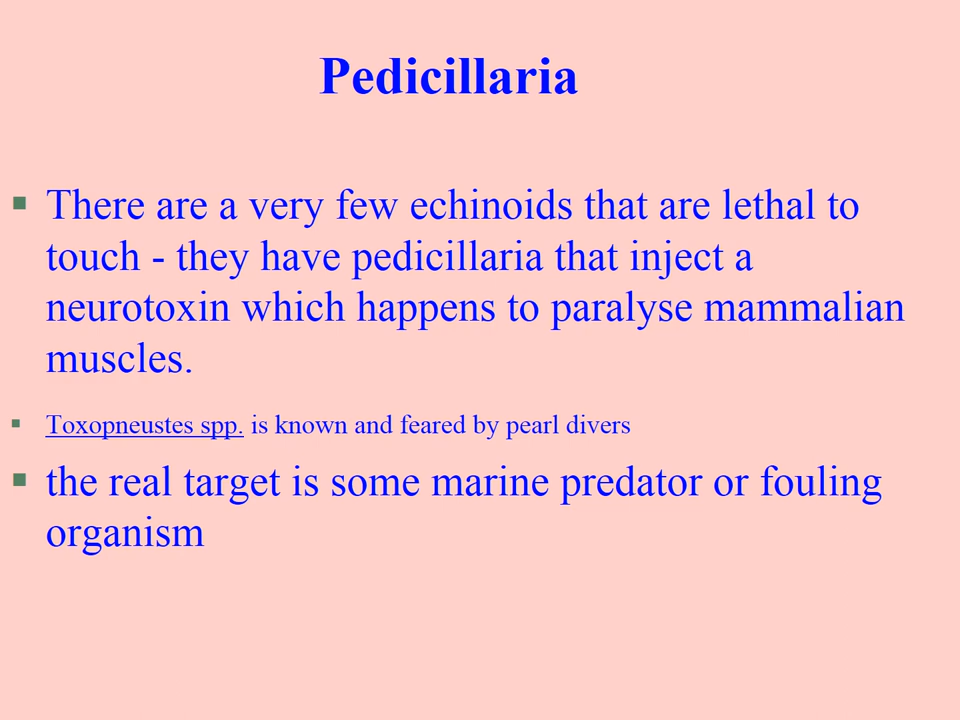 Pedicillaria
There are a very few echinoids that are lethal to
touch - they have pedicillaria that inject a
neurotoxin which happens to paralyse mammalian
muscles.
Toxopneustes spp. is known and feared by pearl divers
the real target is some marine predator or fouling
organism